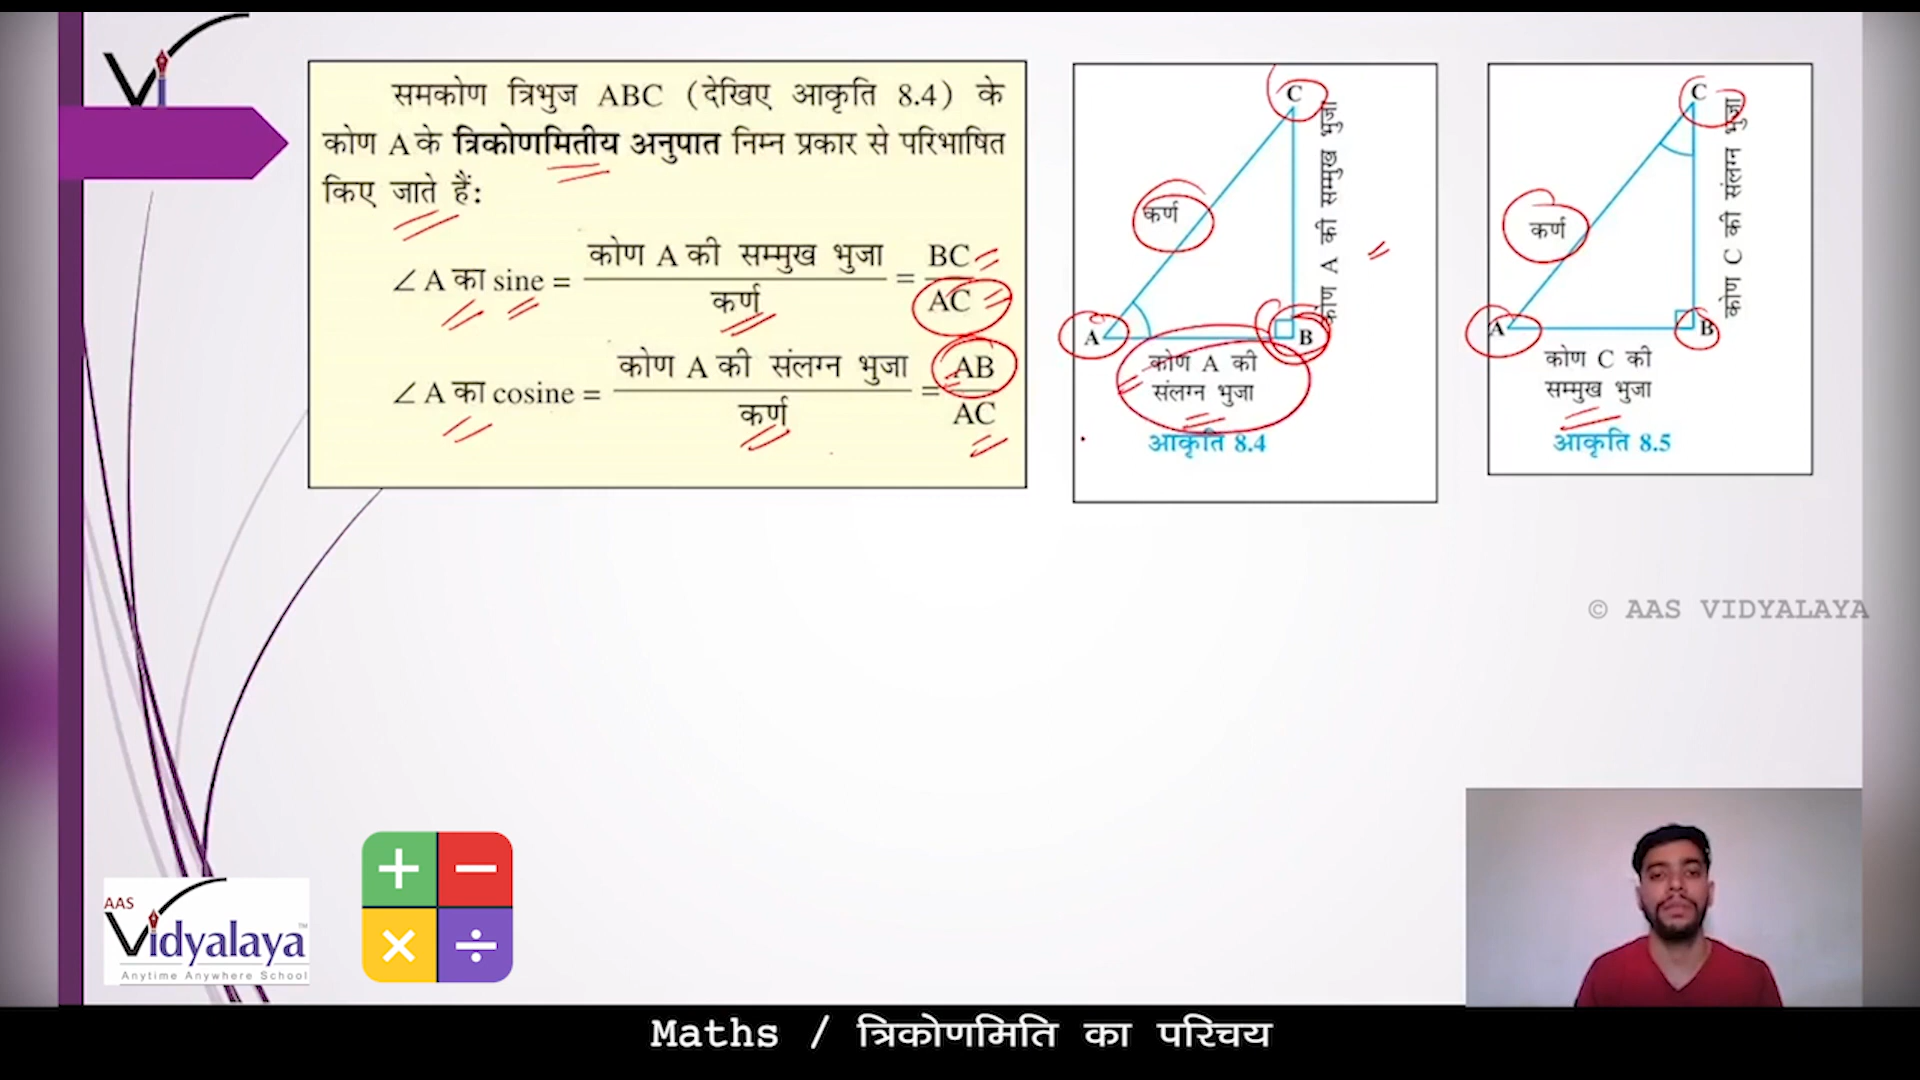 समकोण त्रिभुज ABC (देखिए आकृति 8.4) के
कोण A के त्रिकोणमितीय अनुपात निम्न प्रकार से परिभाषित
किए जाते हैं:
∠ A का sine = कोण A की सम्मुख भुजा / कर्ण = BC / AC
∠ A का cosine = कोण A की संलग्न भुजा / कर्ण = AB / AC
C
कर्ण
कोण A की सम्मुख भुजा
A
B
कोण A की
संलग्न भुजा
आकृति 8.4
C
कर्ण
कोण C की संलग्न भुजा
A
B
कोण C की
सम्मुख भुजा
आकृति 8.5
© AAS VIDYALAYA
+ −
× ÷
AAS
Vidyalaya™
Anytime Anywhere School
Maths / त्रिकोणमिति का परिचय